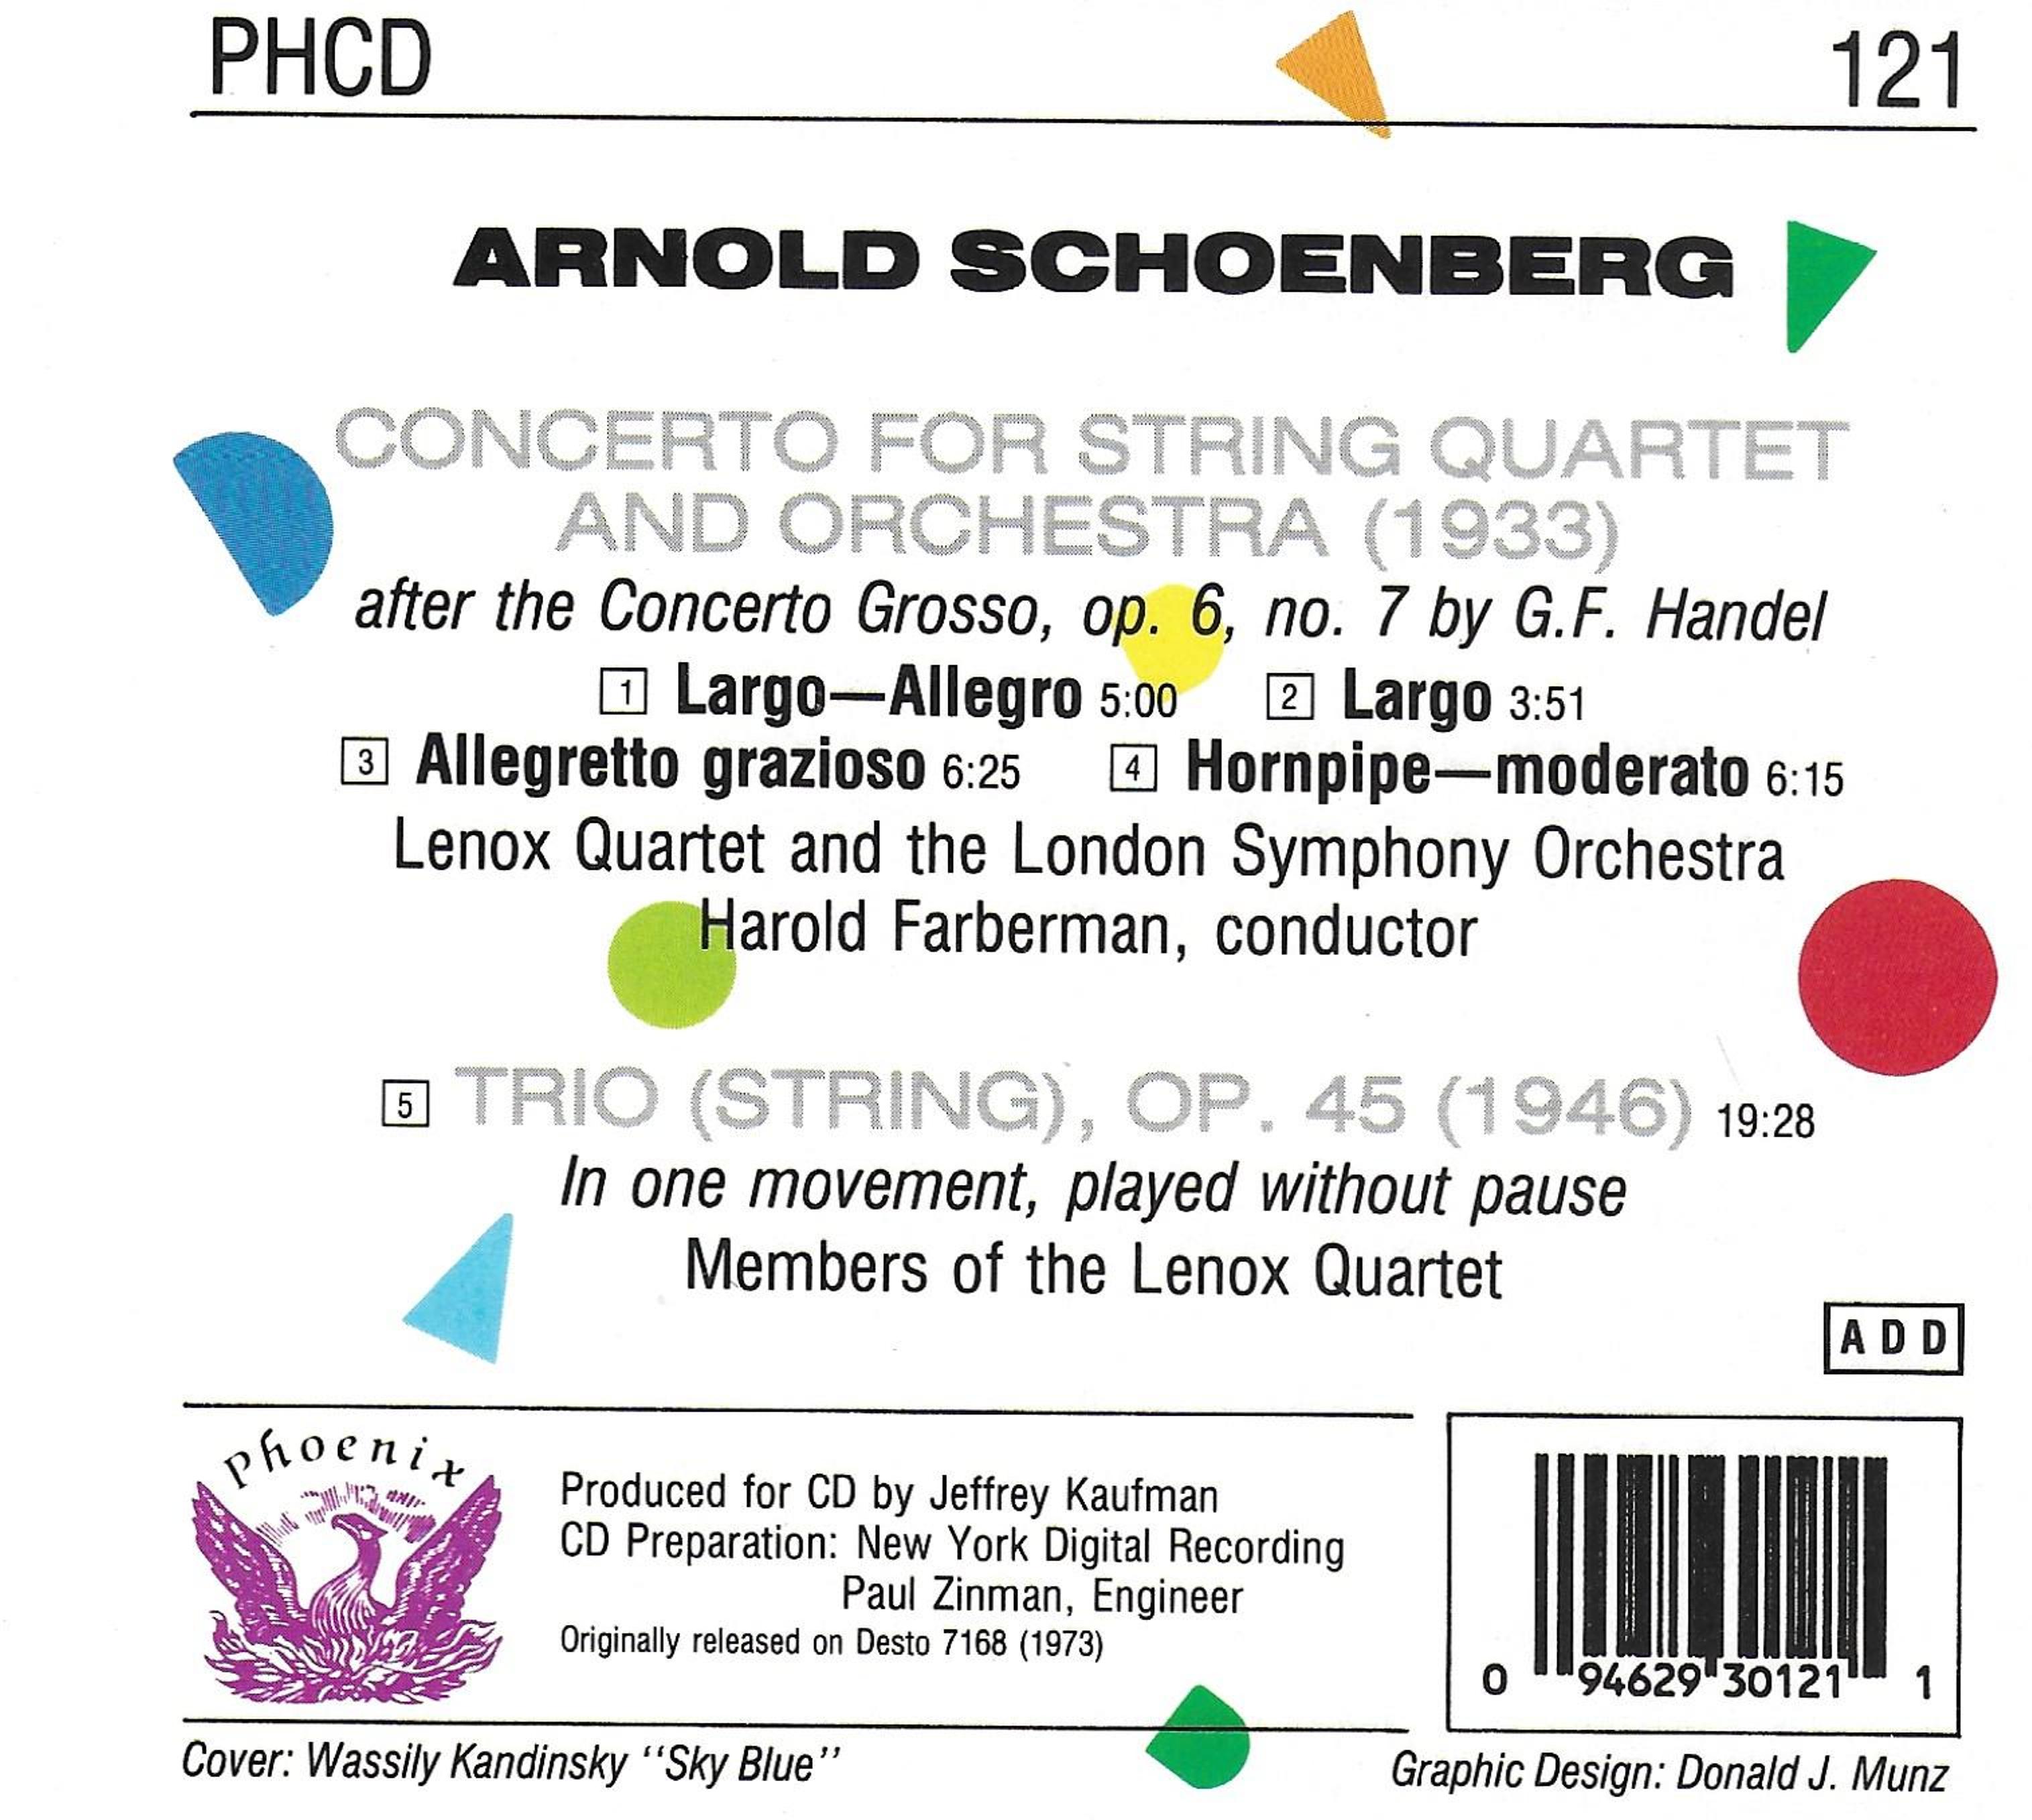 PHCD 121
ARNOLD SCHOENBERG
CONCERTO FOR STRING QUARTET
AND ORCHESTRA (1933)
after the Concerto Grosso, op. 6, no. 7 by G.F. Handel
1 Largo—Allegro 5:00 2 Largo 3:51
3 Allegretto grazioso 6:25 4 Hornpipe—moderato 6:15
Lenox Quartet and the London Symphony Orchestra
Harold Farberman, conductor
5 TRIO (STRING), OP. 45 (1946) 19:28
In one movement, played without pause
Members of the Lenox Quartet
ADD
Phoenix
Produced for CD by Jeffrey Kaufman
CD Preparation: New York Digital Recording
Paul Zinman, Engineer
Originally released on Desto 7168 (1973)
0 94629 30121 1
Cover: Wassily Kandinsky "Sky Blue"
Graphic Design: Donald J. Munz